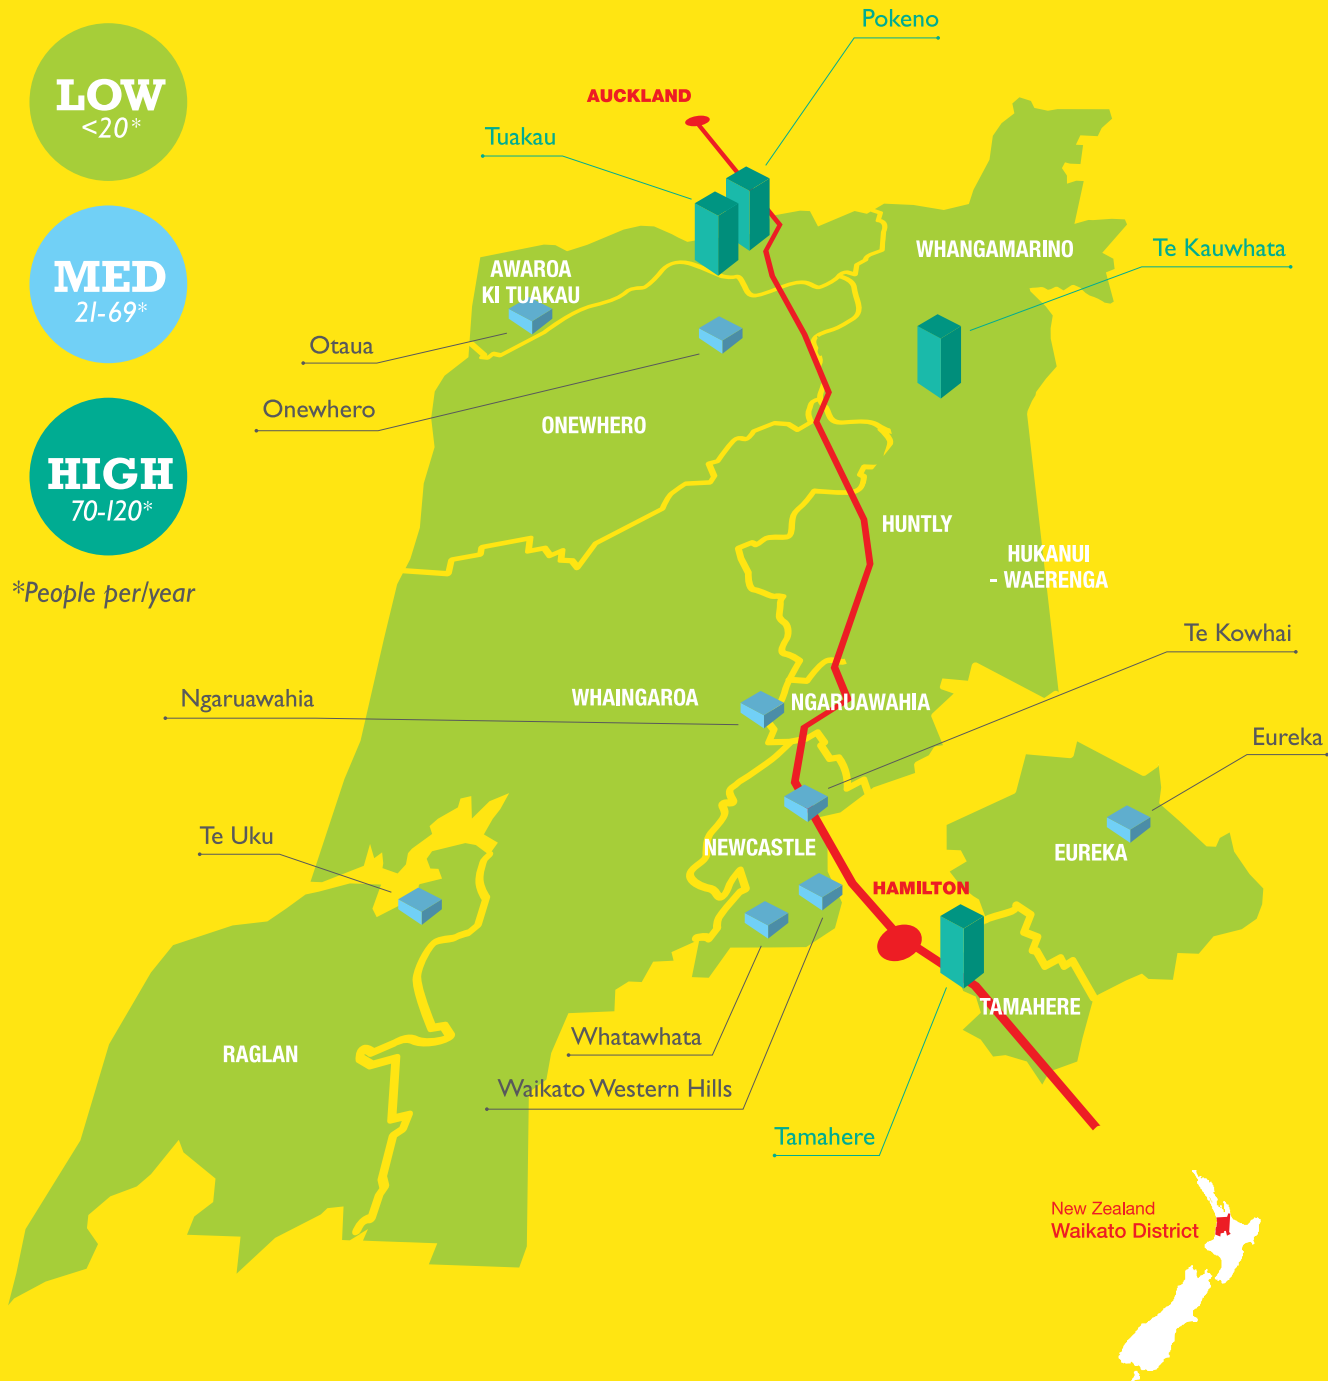 Pokeno
LOW
<20*
AUCKLAND
Tuakau
MED
21-69*
WHANGAMARINO
Te Kauwhata
AWAROA
KI TUAKAU
Otaua
Onewhero
ONEWHERO
HIGH
70-120*
*People per/year
HUNTLY
HUKANUI
- WAERENGA
Te Kowhai
Ngaruawahia
WHAINGAROA
NGARUAWAHIA
Eureka
Te Uku
NEWCASTLE
EUREKA
HAMILTON
TAMAHERE
Whatawhata
RAGLAN
Waikato Western Hills
Tamahere
New Zealand
Waikato District